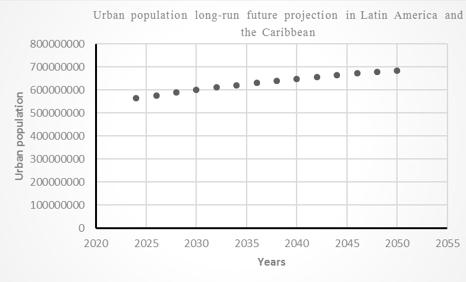 Urban population long-run future projection in Latin America and
the Caribbean
800000000
700000000
600000000
500000000
400000000
300000000
200000000
100000000
0
Urban population
2020 2025 2030 2035 2040 2045 2050 2055
Years